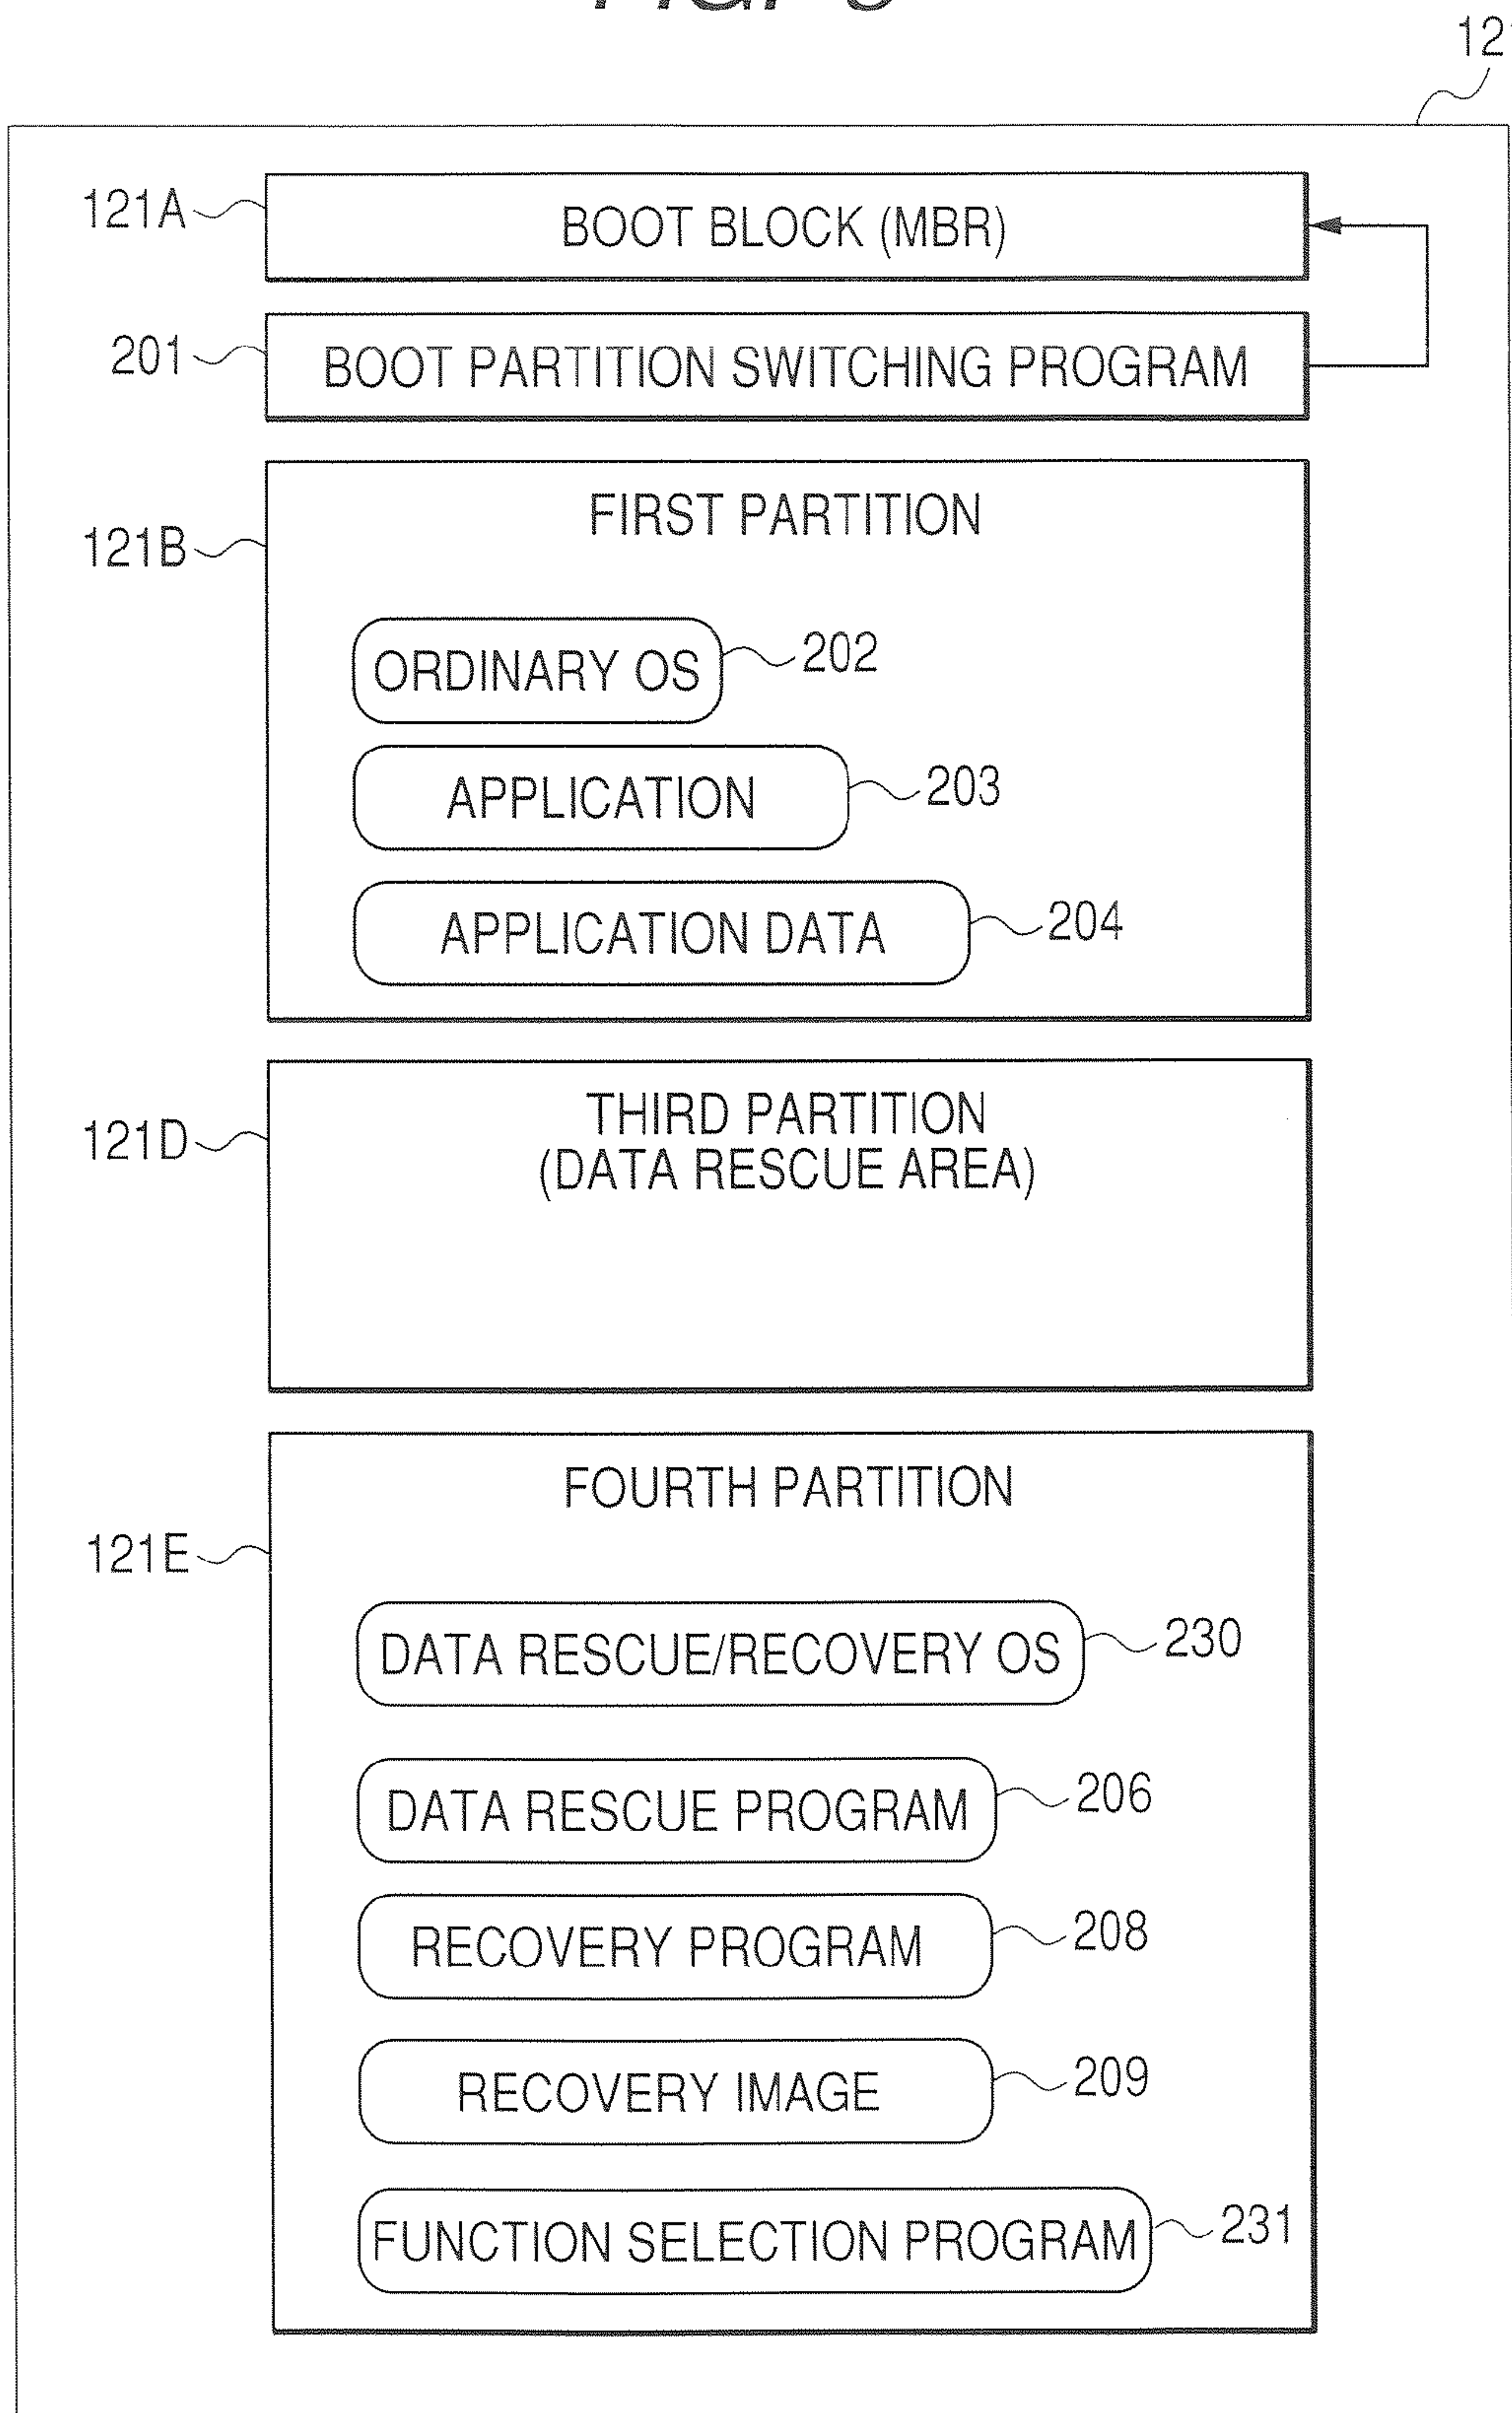 12
121A
BOOT BLOCK (MBR)
201
BOOT PARTITION SWITCHING PROGRAM
121B
FIRST PARTITION
ORDINARY OS
202
APPLICATION
203
APPLICATION DATA
204
121D
THIRD PARTITION
(DATA RESCUE AREA)
121E
FOURTH PARTITION
DATA RESCUE/RECOVERY OS
230
DATA RESCUE PROGRAM
206
RECOVERY PROGRAM
208
RECOVERY IMAGE
209
FUNCTION SELECTION PROGRAM
231